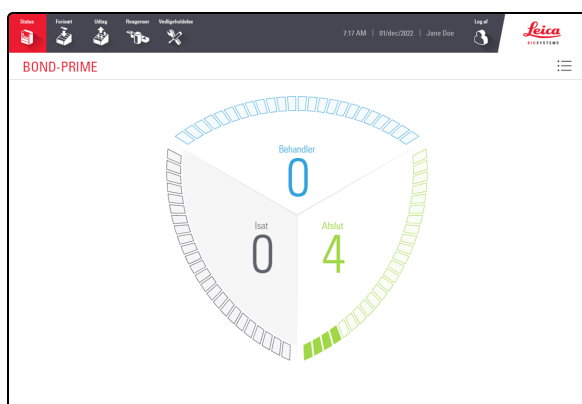 Status
Forisæt
Udtag
Reagenser
Vedligeholdelse
7:17 AM | 01/dec/2022 | Jane Doe
Log af
Leica
BIOSYSTEMS
BOND-PRIME
Behandler
0
Isat
0
Afslut
4